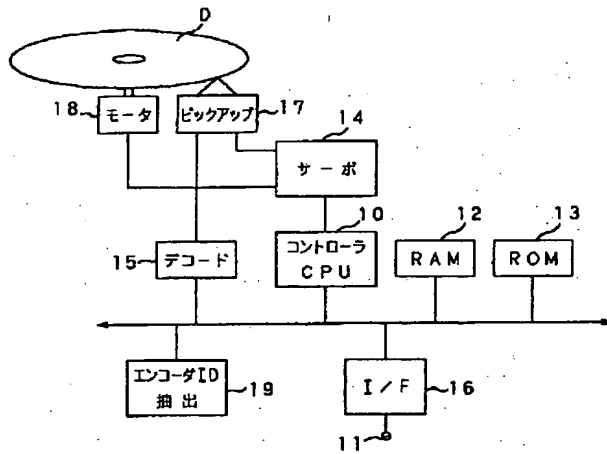 D
18
モータ
ピックアップ
17
14
サーボ
10
12
13
15
デコード
コントローラ
CPU
RAM
ROM
エンコーダID
抽出
19
I/F
16
11